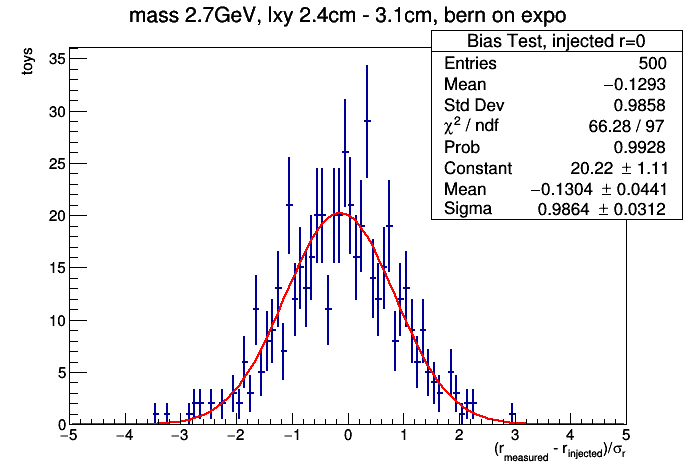 mass 2.7GeV, lxy 2.4cm - 3.1cm, bern on expo
toys
Bias Test, injected r=0
Entries 500
Mean −0.1293
Std Dev 0.9858
χ² / ndf 66.28 / 97
Prob 0.9928
Constant 20.22 ± 1.11
Mean −0.1304 ± 0.0441
Sigma 0.9864 ± 0.0312
35
30
25
20
15
10
5
0
−5 −4 −3 −2 −1 0 1 2 3 4 5
(r_measured - r_injected)/σ_r